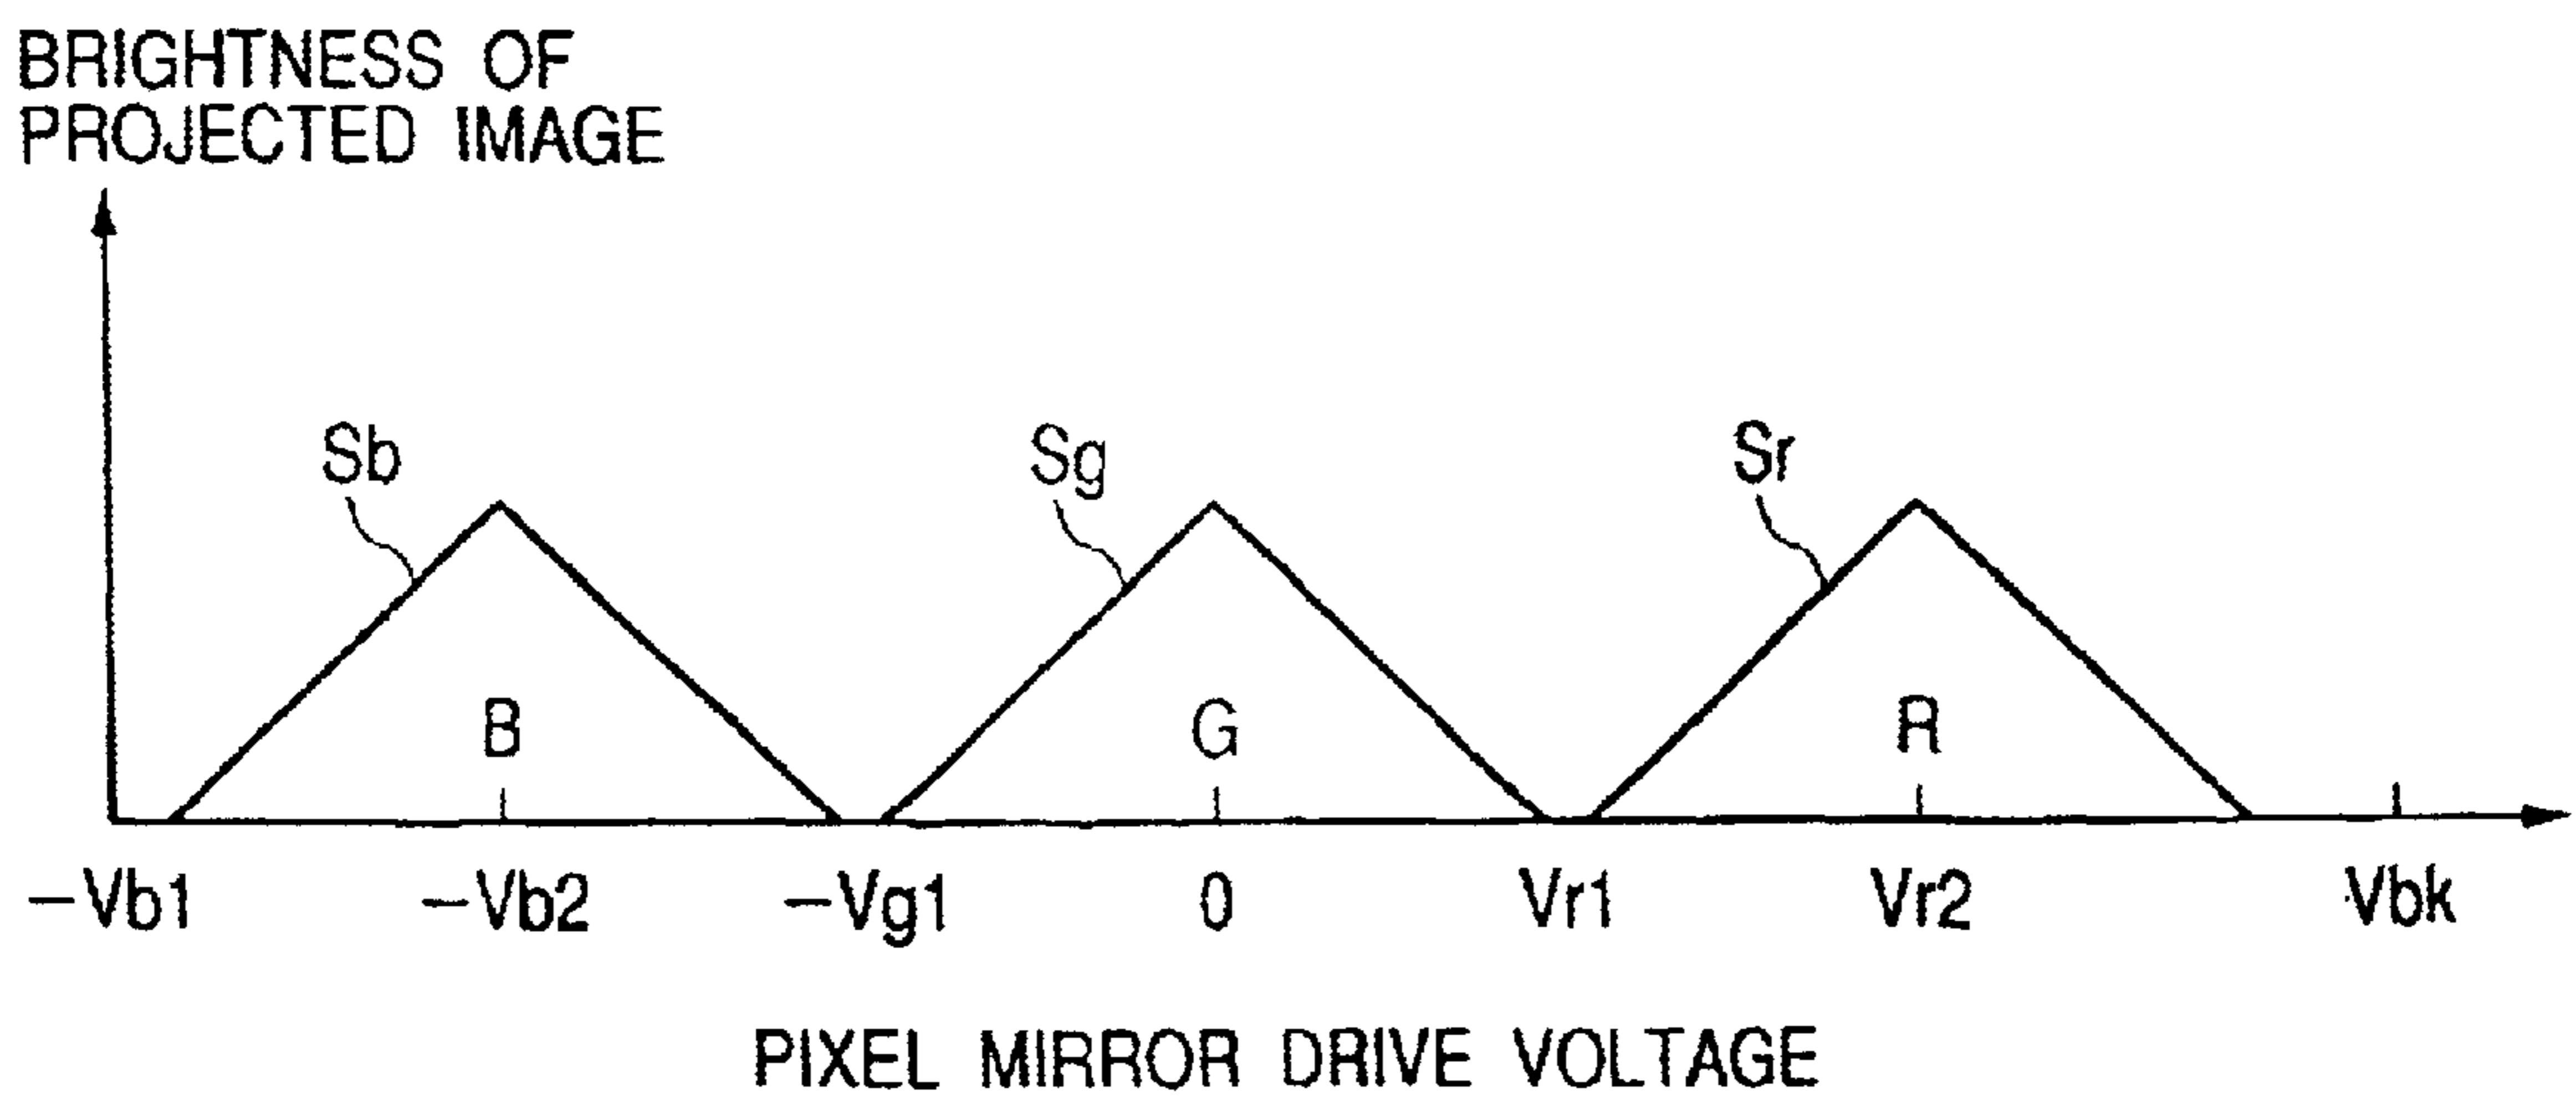 BRIGHTNESS OF
PROJECTED IMAGE
Sb
Sg
Sr
B
G
R
−Vb1
−Vb2
−Vg1
0
Vr1
Vr2
Vbk
PIXEL MIRROR DRIVE VOLTAGE